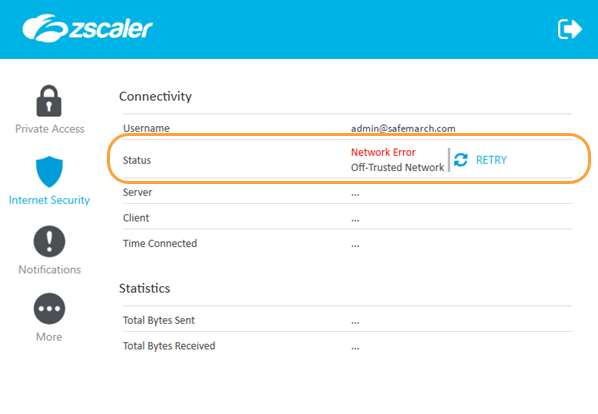 zscaler
Private Access
Internet Security
Notifications
More
Connectivity
Username admin@safemarch.com
Status Network Error
Off-Trusted Network
RETRY
Server ...
Client ...
Time Connected ...
Statistics
Total Bytes Sent ...
Total Bytes Received ...